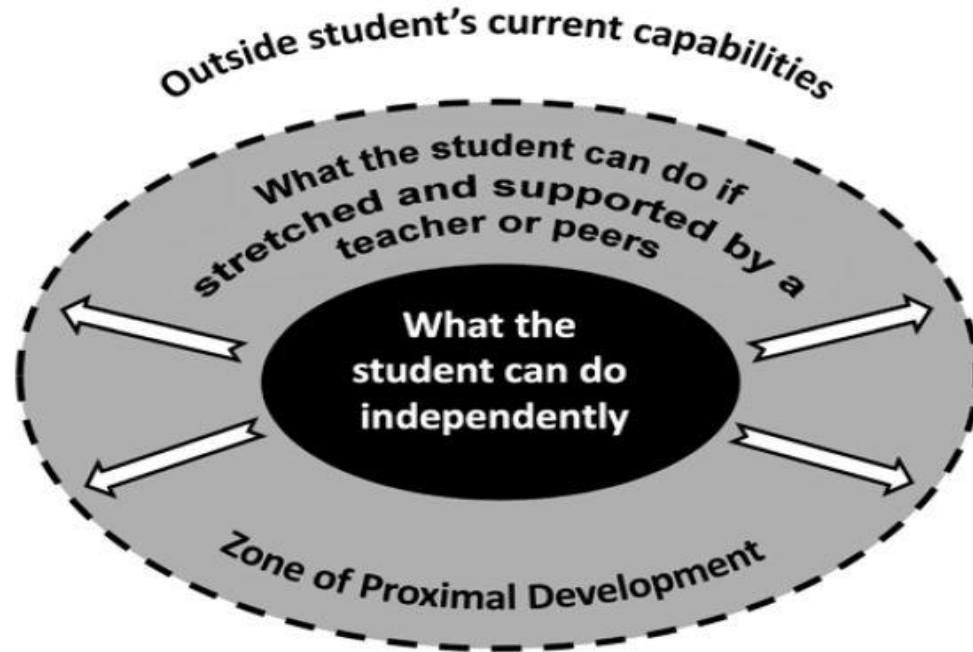 Outside student's current capabilities
What the student can do if
stretched and supported by a
teacher or peers
What the
student can do
independently
Zone of Proximal Development